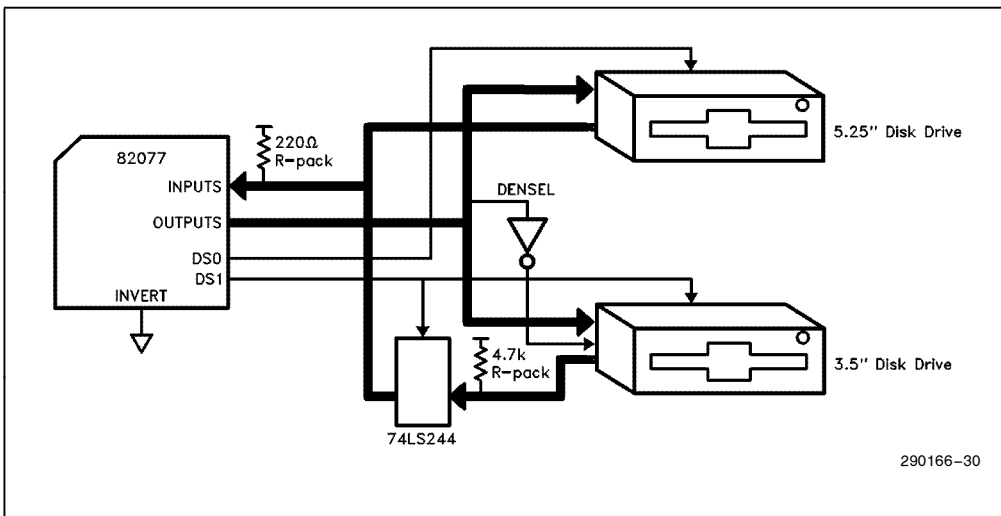 82077
220Ω
R-pack
INPUTS
OUTPUTS
DS0
DS1
INVERT
DENSEL
5.25" Disk Drive
4.7k
R-pack
3.5" Disk Drive
74LS244
290166-30